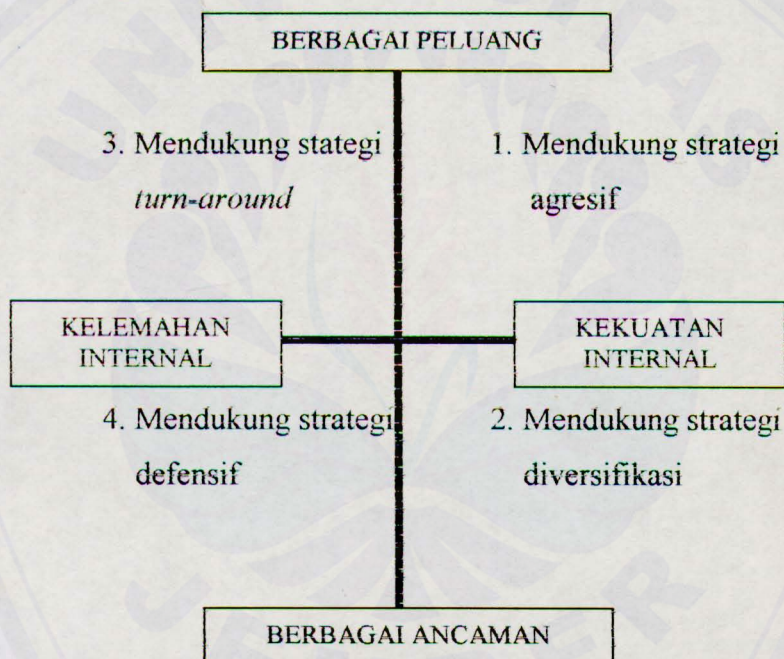 BERBAGAI PELUANG
3. Mendukung stategi
turn-around
1. Mendukung strategi
agresif
KELEMAHAN
INTERNAL
KEKUATAN
INTERNAL
4. Mendukung strategi
defensif
2. Mendukung strategi
diversifikasi
BERBAGAI ANCAMAN